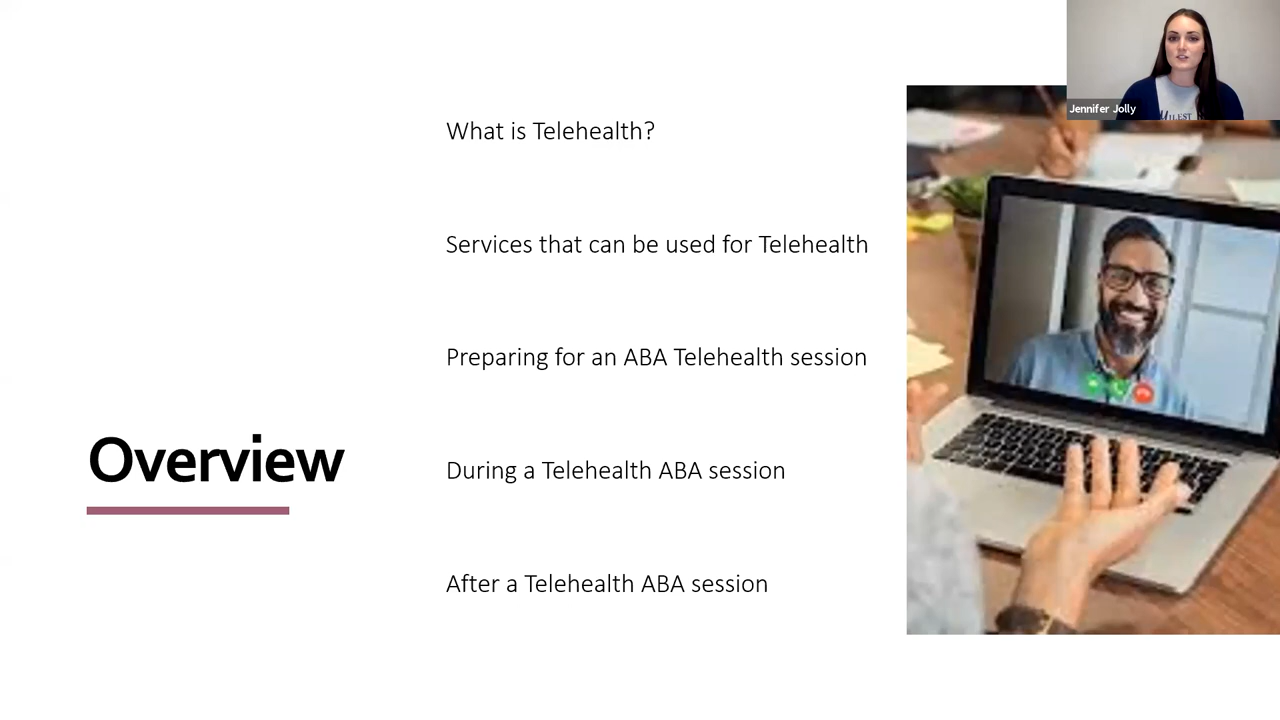 Jennifer Jolly
What is Telehealth?
Services that can be used for Telehealth
Preparing for an ABA Telehealth session
Overview
During a Telehealth ABA session
After a Telehealth ABA session